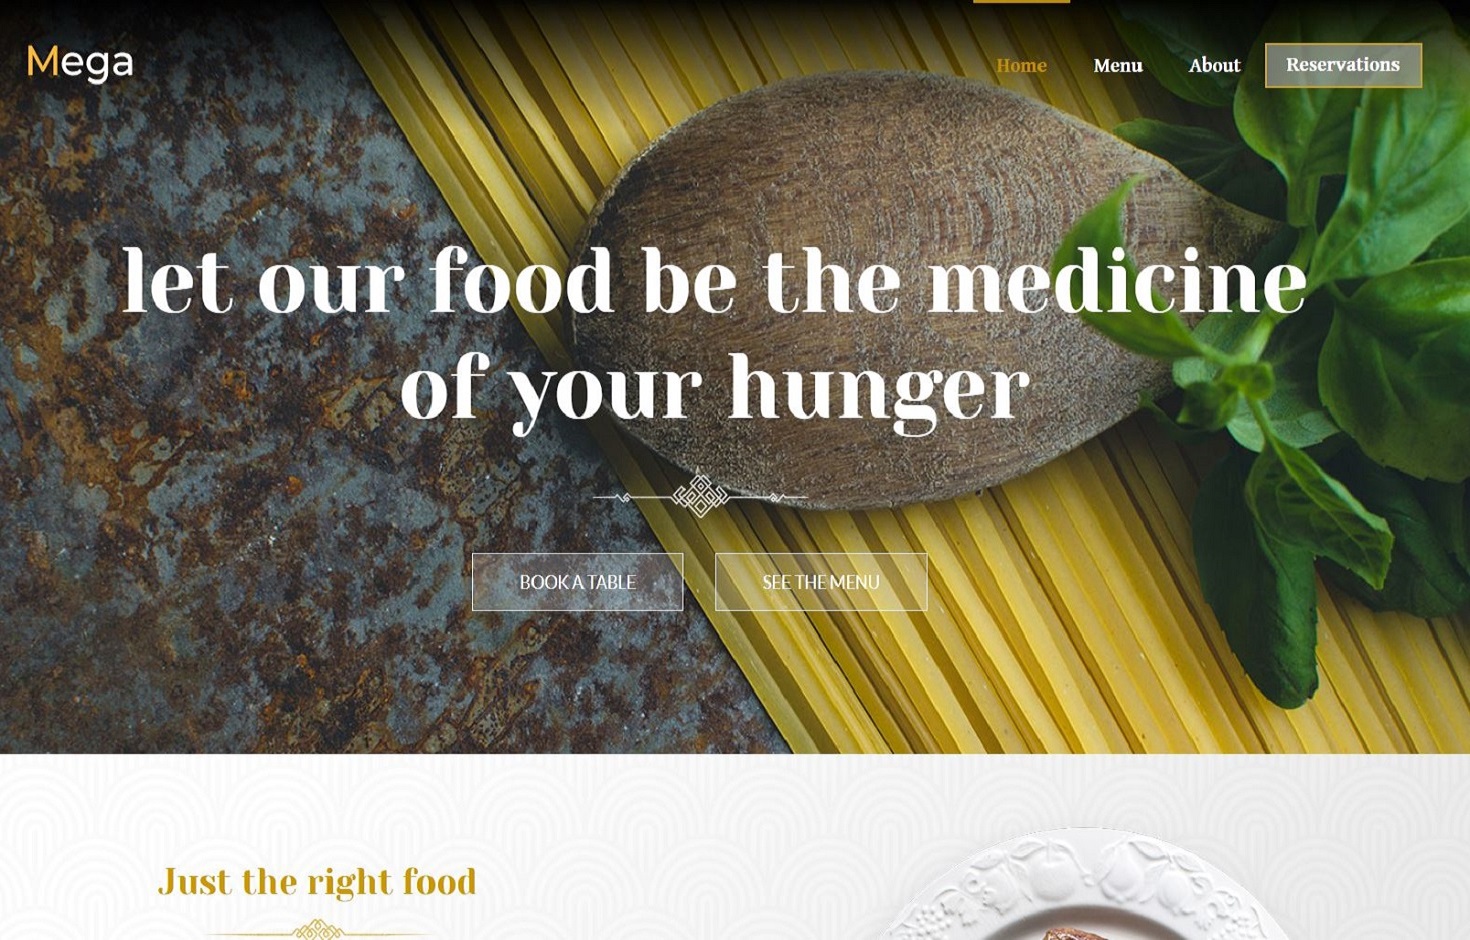 Mega
Home Menu About Reservations
let our food be the medicine
of your hunger
BOOK A TABLE SEE THE MENU
Just the right food